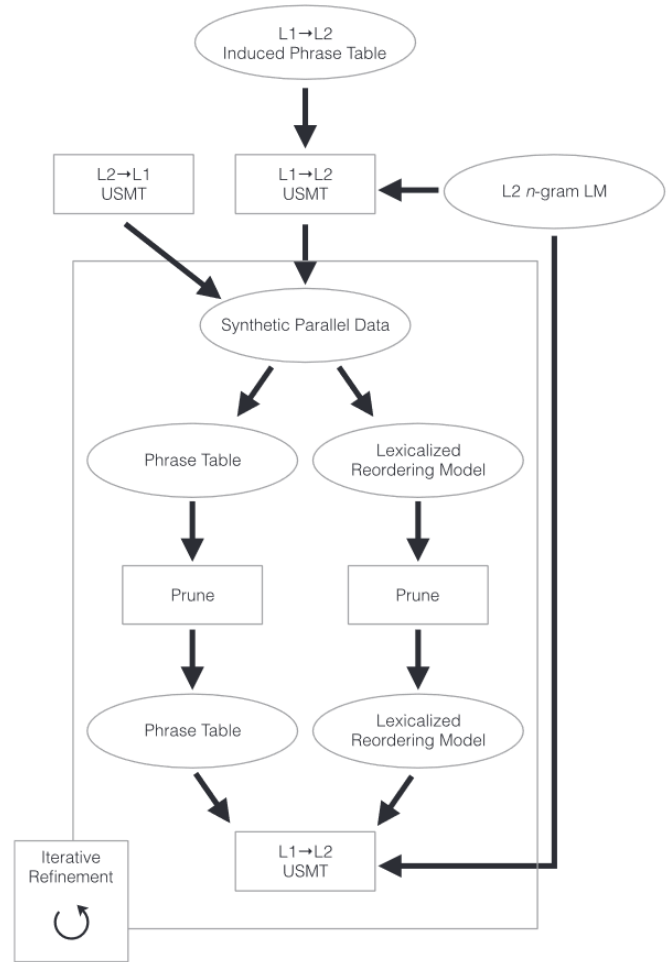 L1→L2
Induced Phrase Table
L2→L1
USMT
L1→L2
USMT
L2 n-gram LM
Synthetic Parallel Data
Phrase Table
Lexicalized
Reordering Model
Prune
Prune
Phrase Table
Lexicalized
Reordering Model
L1→L2
USMT
Iterative
Refinement